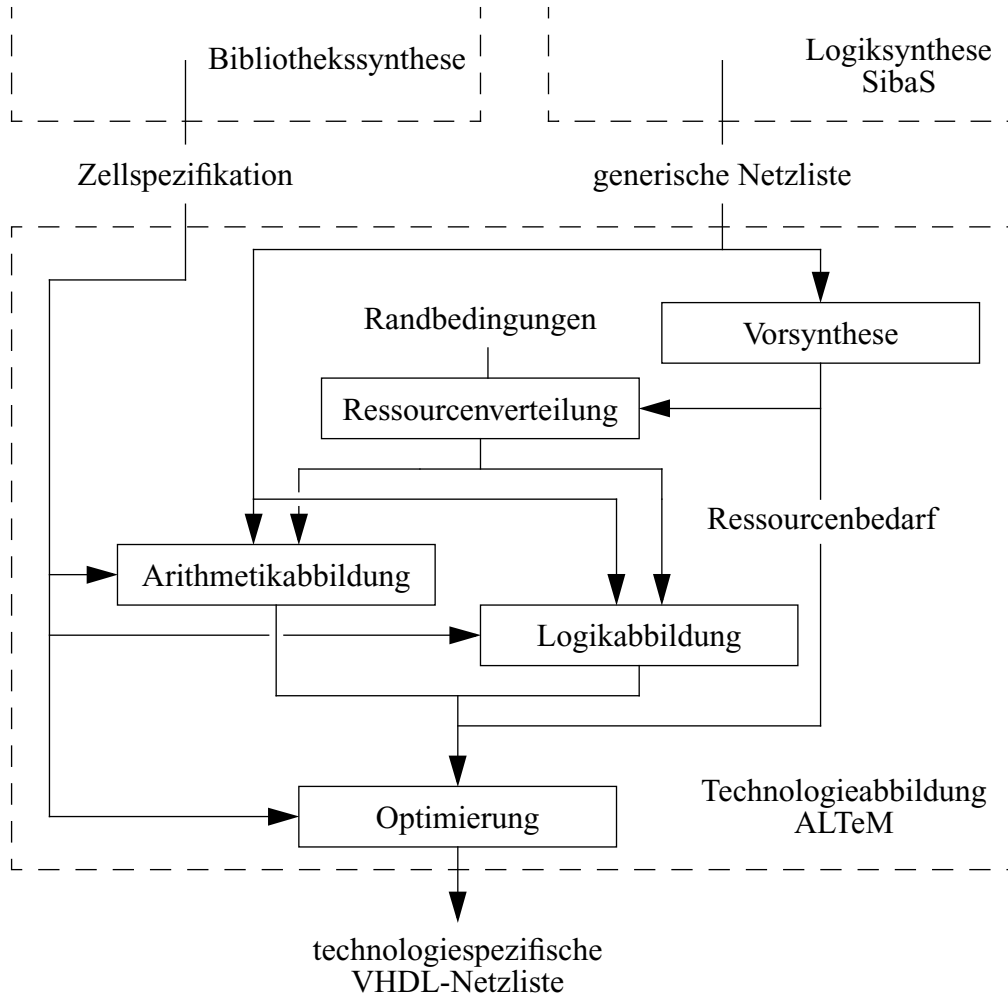 Bibliothekssynthese
Logiksynthese
SibaS
Zellspezifikation
generische Netzliste
Randbedingungen
Vorsynthese
Ressourcenverteilung
Ressourcenbedarf
Arithmetikabbildung
Logikabbildung
Technologieabbildung
ALTeM
Optimierung
technologiespezifische
VHDL-Netzliste